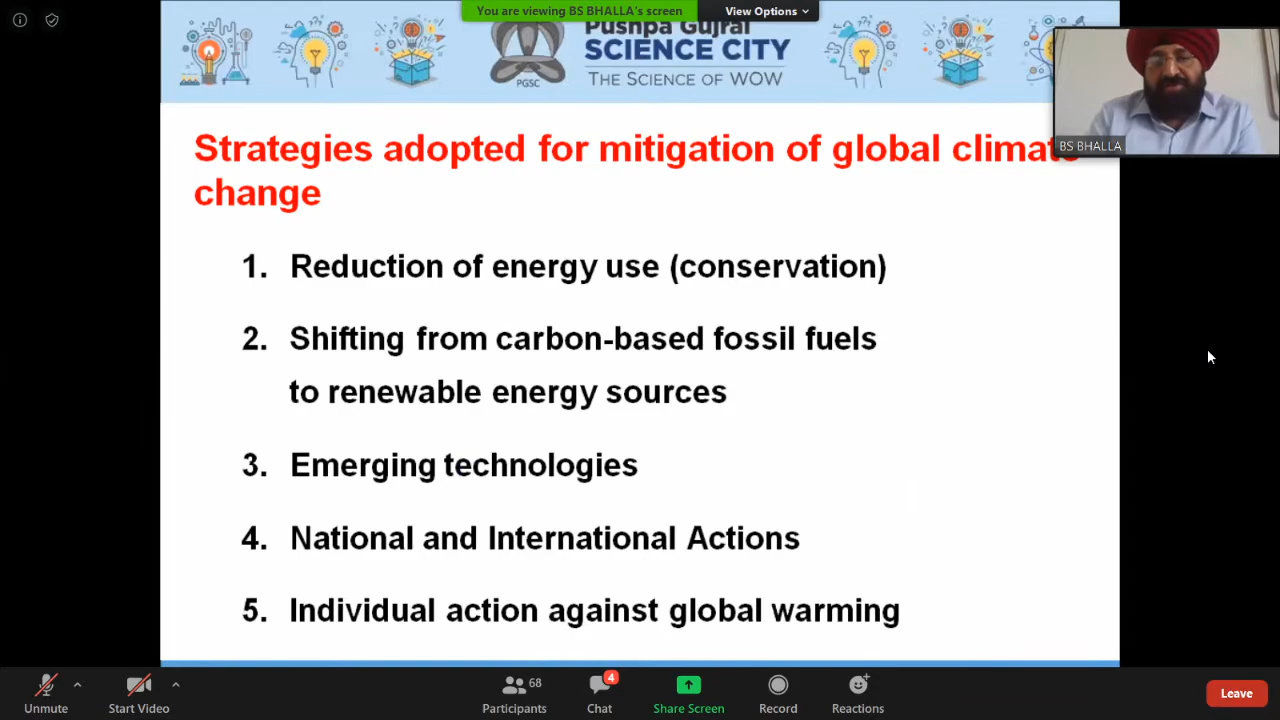 You are viewing BS BHALLA's screen
View Options
Pushpa Gujral
SCIENCE CITY
THE SCIENCE OF WOW
PGSC
BS BHALLA
Strategies adopted for mitigation of global climate
change
1. Reduction of energy use (conservation)
2. Shifting from carbon-based fossil fuels
to renewable energy sources
3. Emerging technologies
4. National and International Actions
5. Individual action against global warming
Unmute
Start Video
68
Participants
4
Chat
Share Screen
Record
Reactions
Leave